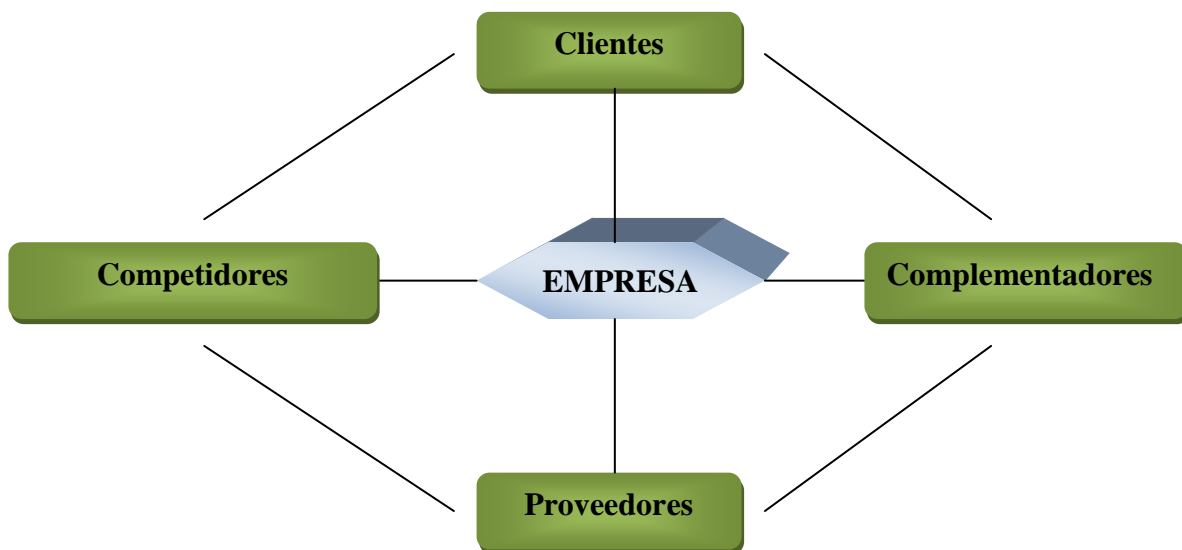 Clientes
Competidores
EMPRESA
Complementadores
Proveedores